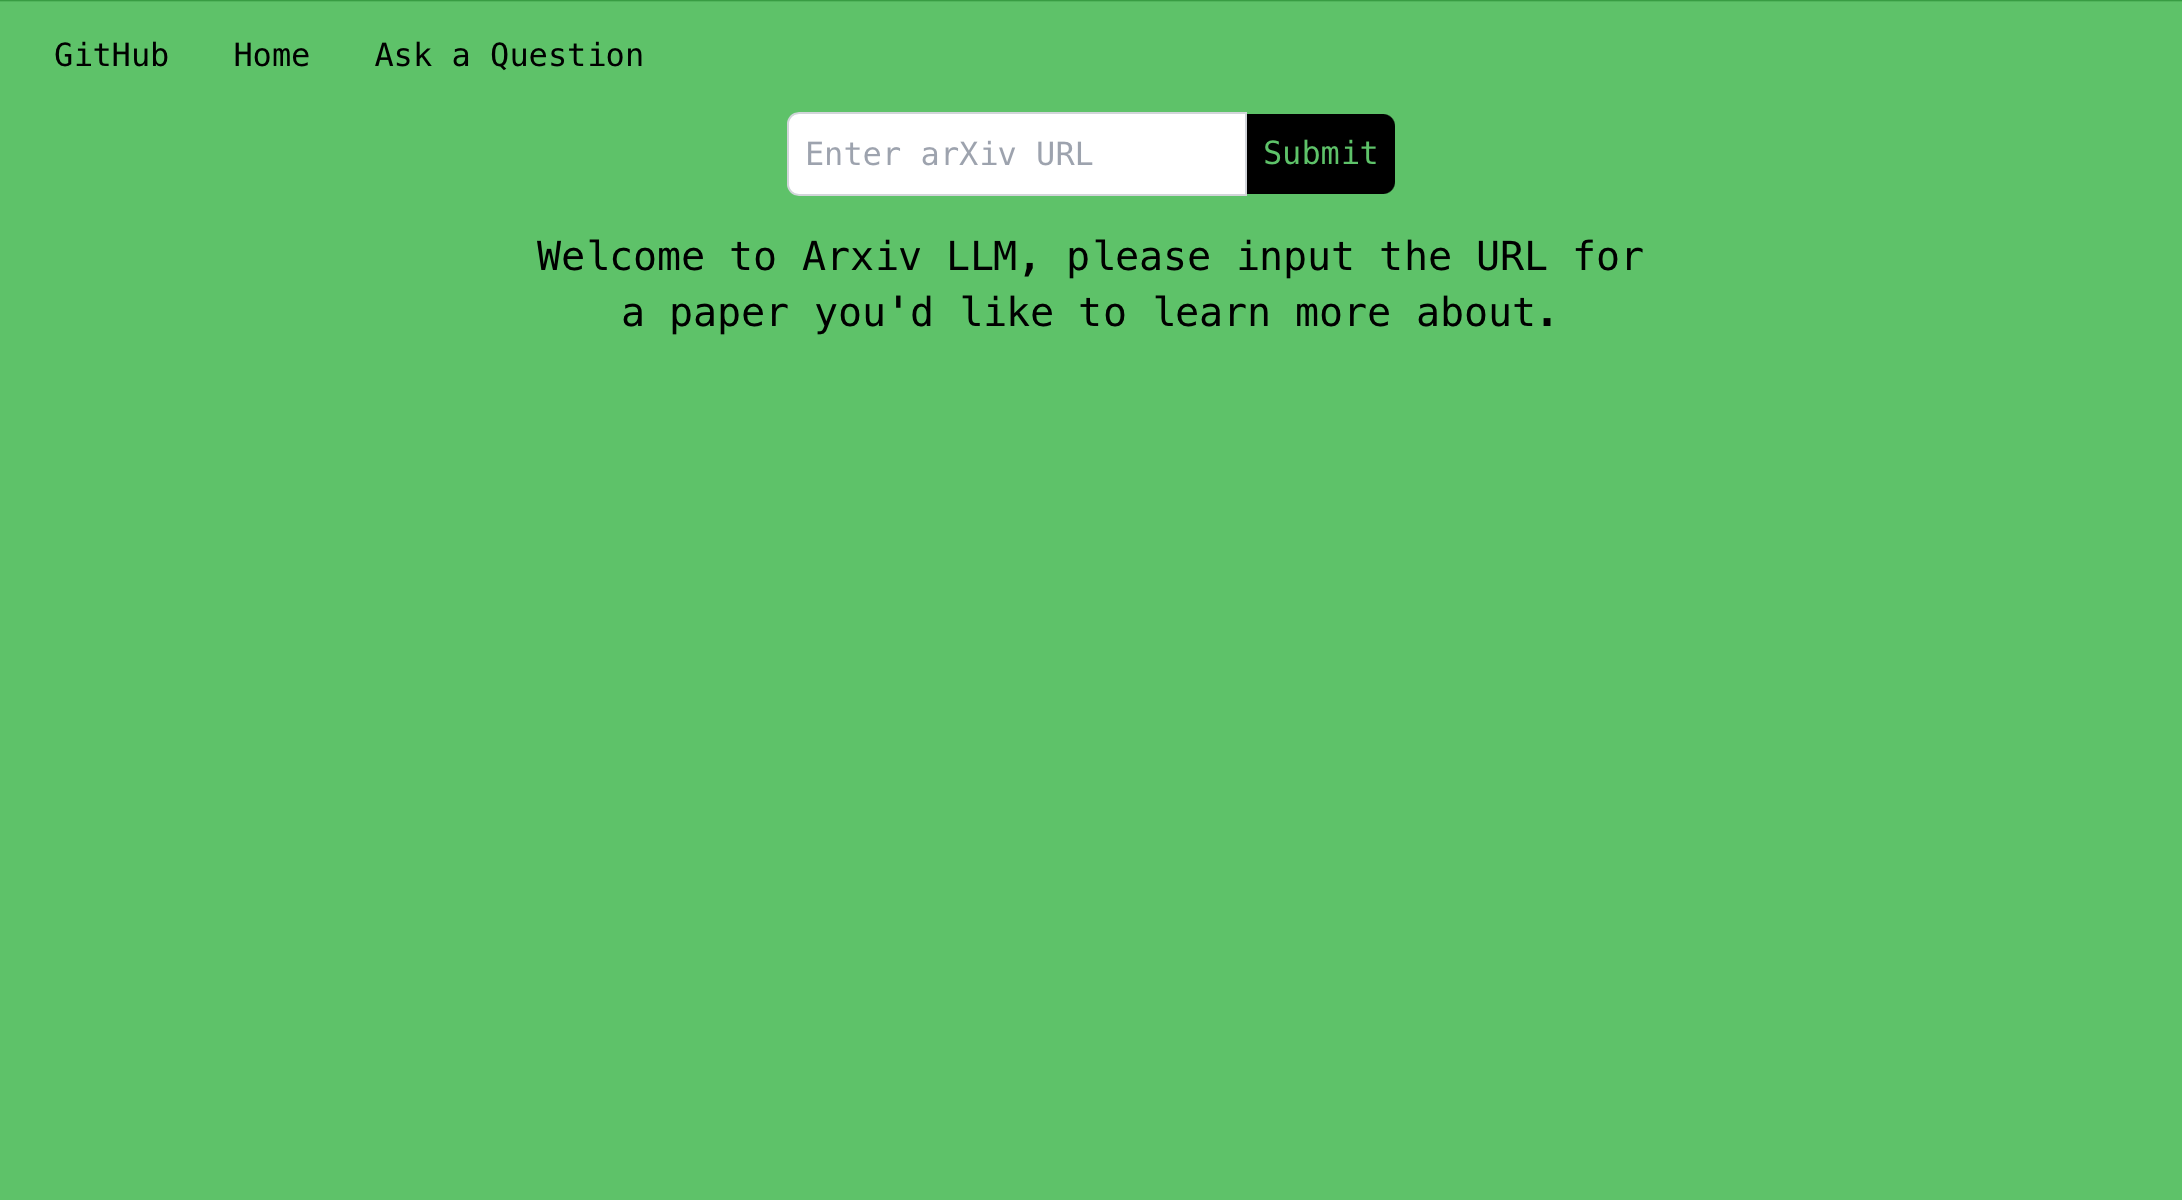 GitHub Home Ask a Question
Enter arXiv URL Submit
Welcome to Arxiv LLM, please input the URL for
a paper you'd like to learn more about.